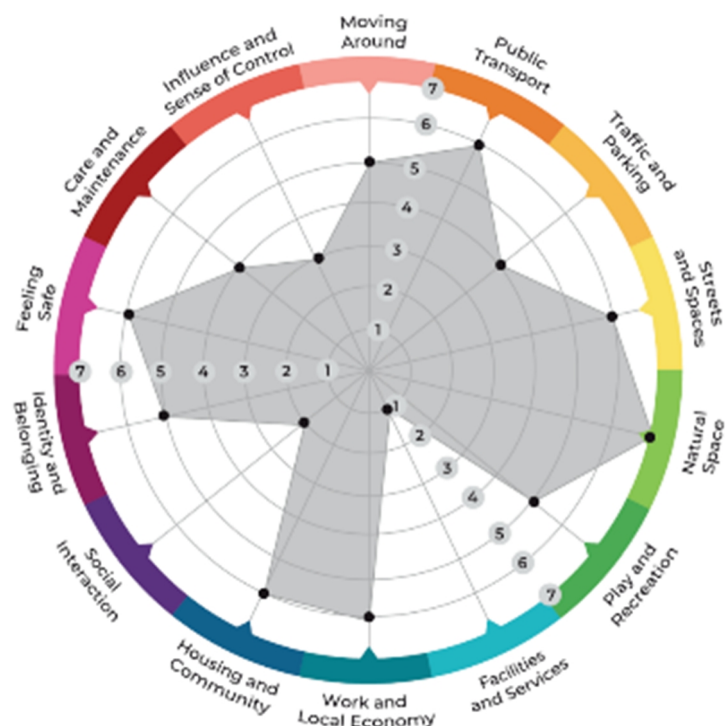 Moving
Around
Public
Transport
Traffic and
Parking
Streets
and Spaces
Natural
Space
Play and
Recreation
Facilities
and Services
Work and
Local Economy
Housing and
Community
Social
Interaction
Identity and
Belonging
Feeling
Safe
Care and
Maintenance
Influence and
Sense of Control
7
6
5
4
3
2
1
7 6 5 4 3 2 1
1
2
3
4
5
6
7